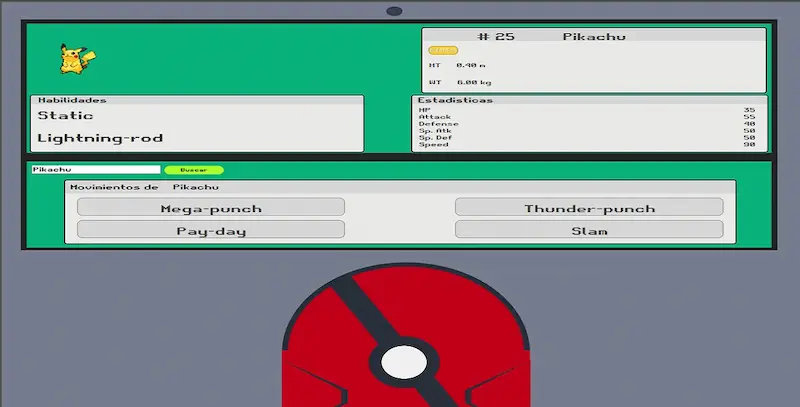 # 25 Pikachu
HT 0.40 m
WT 6.00 kg
Habilidades
Static
Lightning-rod
Estadisticas
HP 35
Attack 55
Defense 40
Sp. Atk 50
Sp. Def 50
Speed 90
Pikachu
Buscar
Movimientos de Pikachu
Mega-punch
Thunder-punch
Pay-day
Slam